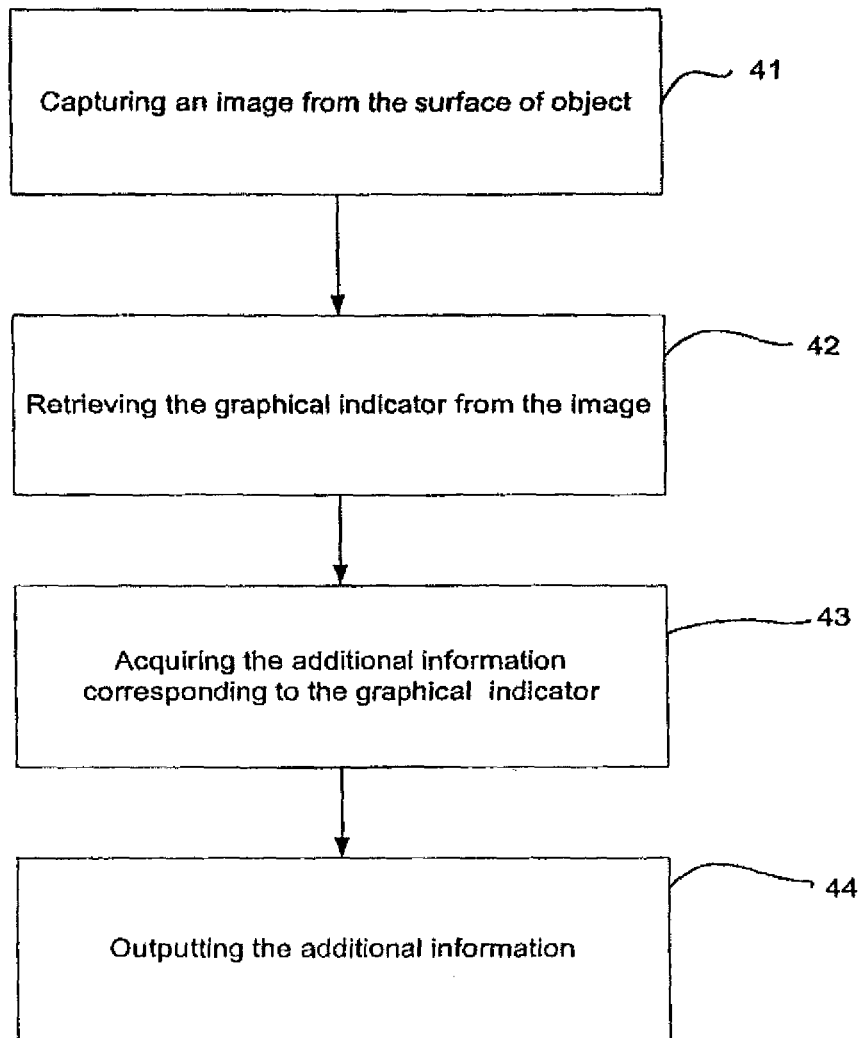 Capturing an image from the surface of object
41
Retrieving the graphical indicator from the image
42
Acquiring the additional information
corresponding to the graphical indicator
43
Outputting the additional information
44